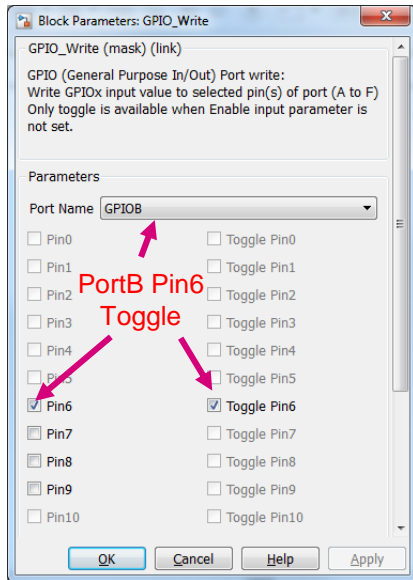 Block Parameters: GPIO_Write
x
GPIO_Write (mask) (link)
GPIO (General Purpose In/Out) Port write:
Write GPIOx input value to selected pin(s) of port (A to F)
Only toggle is available when Enable input parameter is
not set.
Parameters
Port Name GPIOB
Pin0 Toggle Pin0
Pin1 Toggle Pin1
PortB Pin6
Pin2 Toggle Pin2
Toggle
Pin3 Toggle Pin3
Pin4 Toggle Pin4
Pin5 Toggle Pin5
Pin6 Toggle Pin6
Pin7 Toggle Pin7
Pin8 Toggle Pin8
Pin9 Toggle Pin9
Pin10 Toggle Pin10
OK Cancel Help Apply